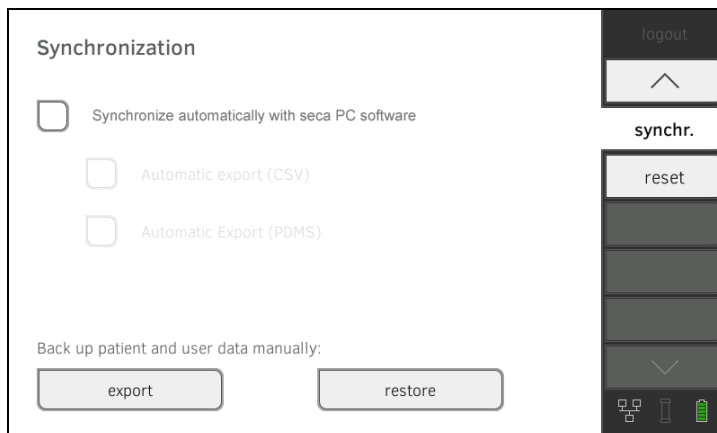 Synchronization
Synchronize automatically with seca PC software
Automatic export (CSV)
Automatic Export (PDMS)
Back up patient and user data manually:
export
restore
logout
synchr.
reset